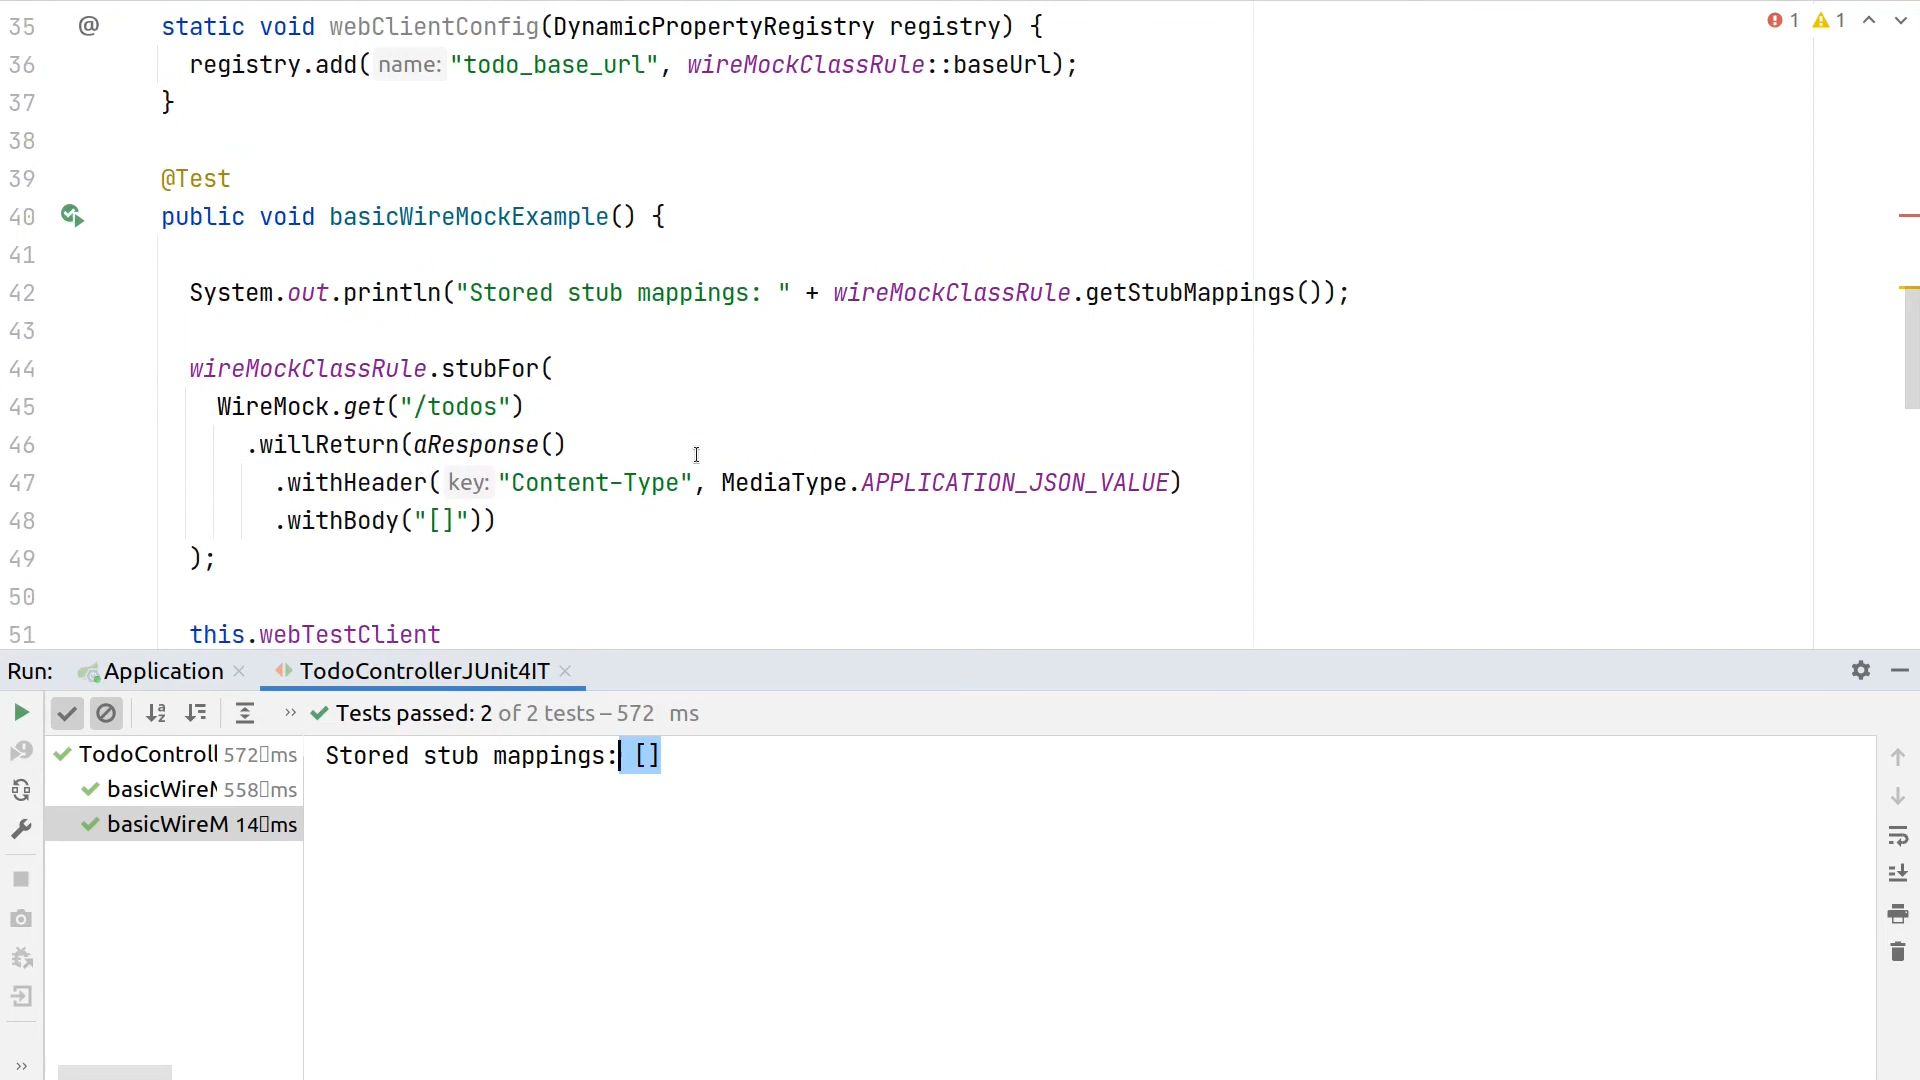 35 @ static void webClientConfig(DynamicPropertyRegistry registry) {
36 registry.add( name: "todo_base_url", wireMockClassRule::baseUrl);
37 }
38
39 @Test
40 public void basicWireMockExample() {
41
42 System.out.println("Stored stub mappings: " + wireMockClassRule.getStubMappings());
43
44 wireMockClassRule.stubFor(
45 WireMock.get("/todos")
46 .willReturn(aResponse()
47 .withHeader( key: "Content-Type", MediaType.APPLICATION_JSON_VALUE)
48 .withBody("[]"))
49 );
50
51 this.webTestClient
1 1
Run: Application TodoControllerJUnit4IT
Tests passed: 2 of 2 tests – 572 ms
TodoControll 572 ms
basicWireM 558 ms
basicWireM 14 ms
Stored stub mappings: []